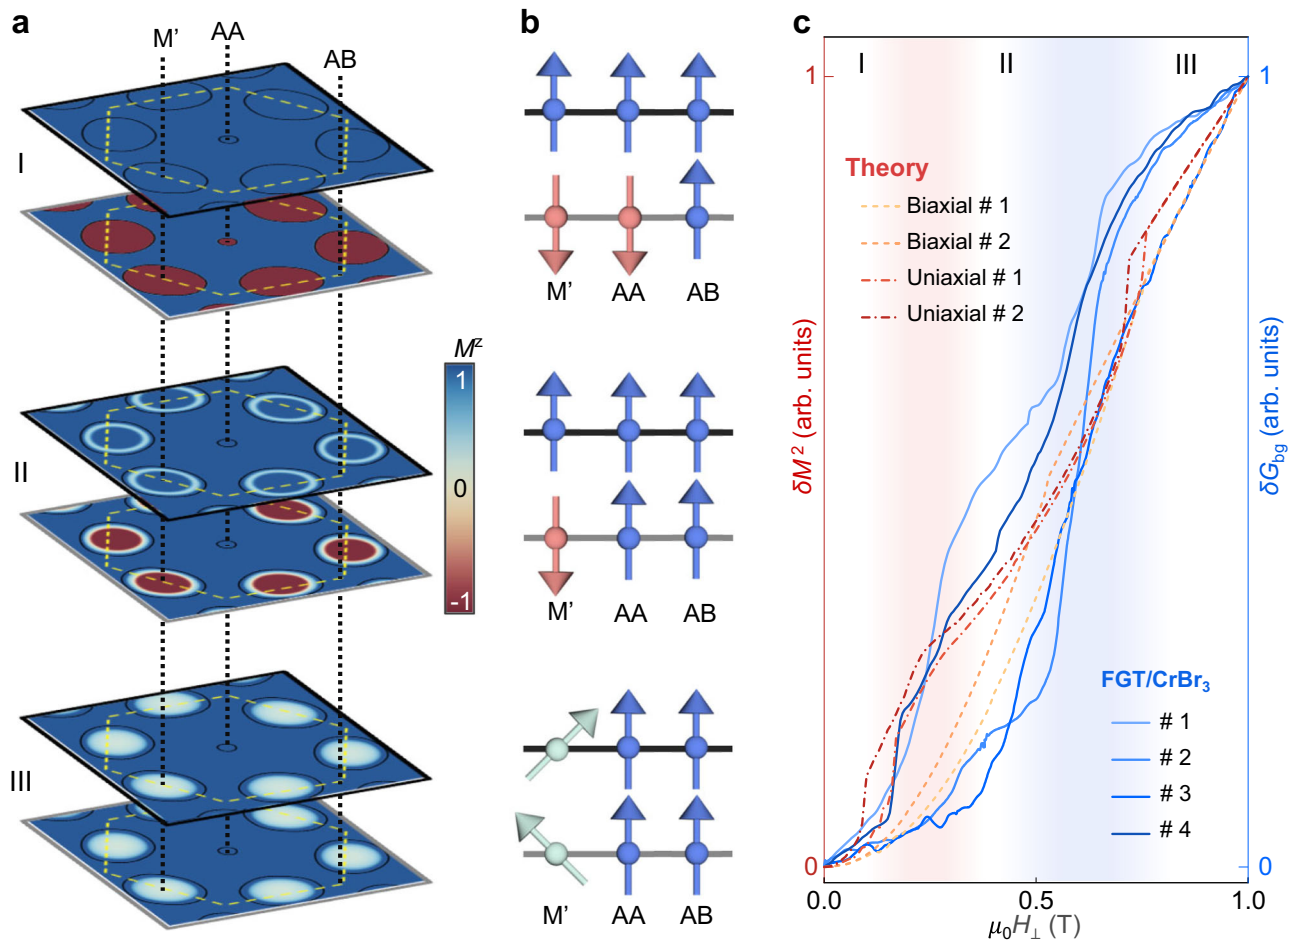 a
M’
AA
AB
I
II
III
Mᶻ
1
0
-1
b
M’ AA AB
M’ AA AB
M’ AA AB
c
I II III
1
1
Theory
Biaxial # 1
Biaxial # 2
Uniaxial # 1
Uniaxial # 2
δM² (arb. units)
δG_bg (arb. units)
FGT/CrBr₃
# 1
# 2
# 3
# 4
0
0
0.0 0.5 1.0
μ₀H⊥ (T)